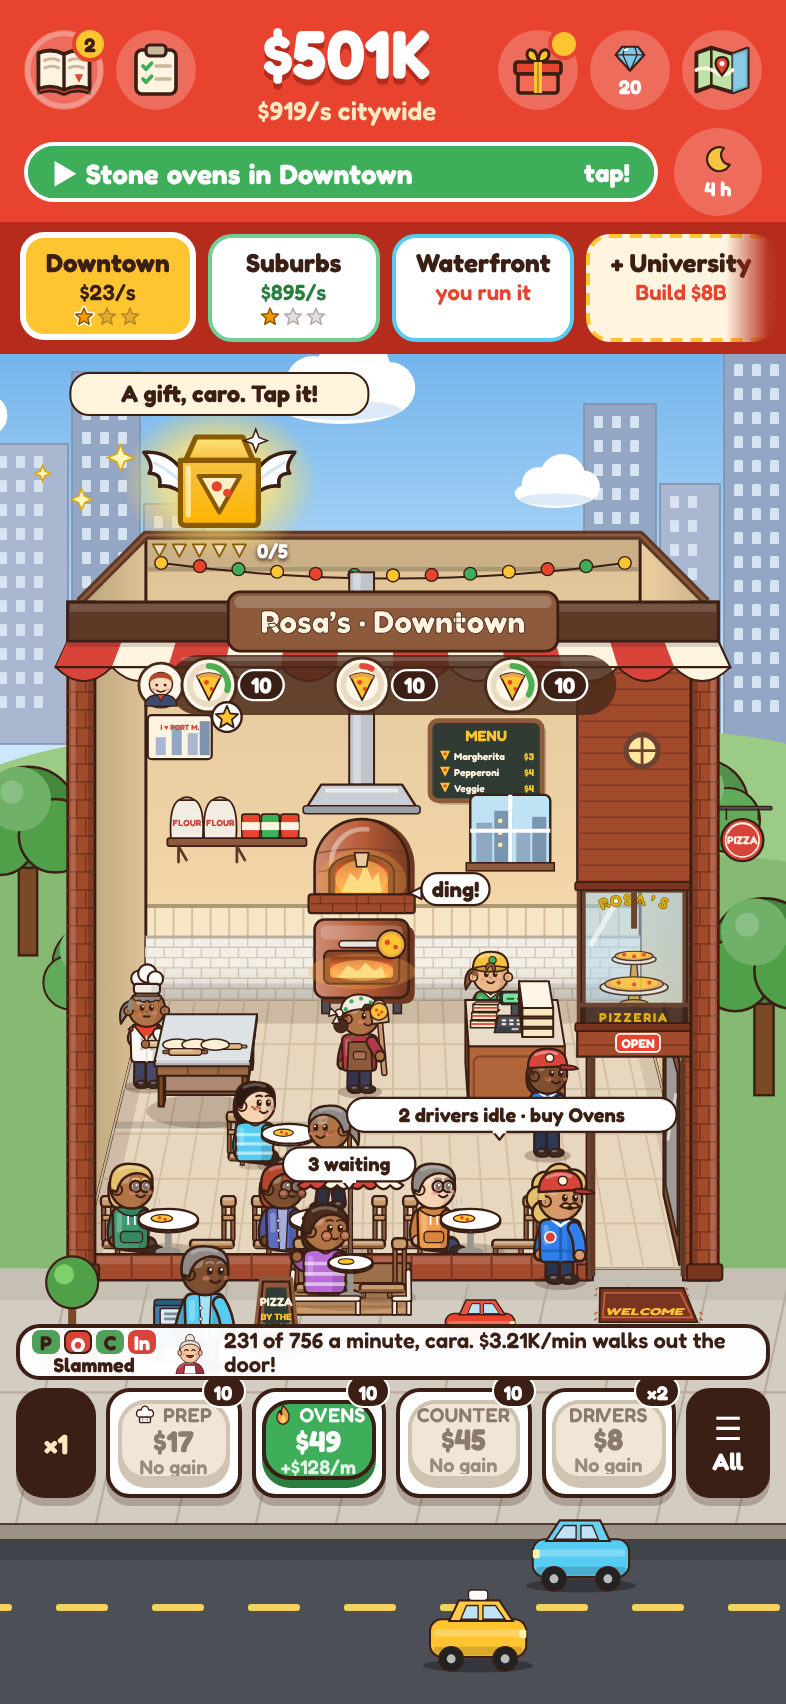 2
$501K
$919/s citywide
20
Stone ovens in Downtown
tap!
4 h
Downtown
$23/s
Suburbs
$895/s
Waterfront
you run it
+ University
Build $8B
A gift, caro. Tap it!
0/5
Rosa's · Downtown
10
10
10
I ♥ PORT M.
MENU
Margherita $3
Pepperoni $4
Veggie $4
FLOUR
FLOUR
PIZZA
ding!
ROSA'S
PIZZERIA
OPEN
2 drivers idle · buy Ovens
3 waiting
PIZZA
BY THE
WELCOME
P O C In
Slammed
231 of 756 a minute, cara. $3.21K/min walks out the
door!
x1
10
PREP
$17
No gain
10
OVENS
$49
+$128/m
10
COUNTER
$45
No gain
x2
DRIVERS
$8
No gain
All